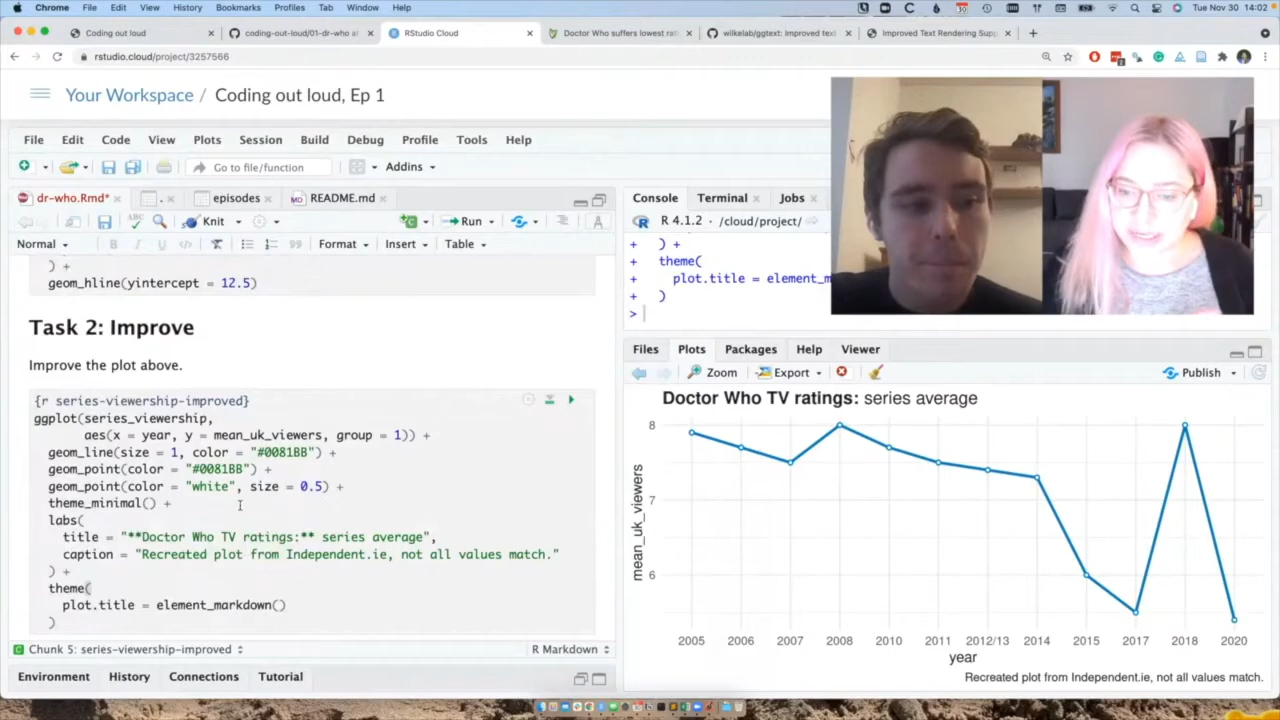 Chrome File Edit View History Bookmarks Profiles Tab Window Help Tue Nov 30 14:02
Coding out loud
coding-out-loud/01-dr-who a
RStudio Cloud
Doctor Who suffers lowest rat
wilkelab/ggtext: Improved text
Improved Text Rendering Supp
rstudio.cloud/project/3257566
Your Workspace / Coding out loud, Ep 1
File Edit Code View Plots Session Build Debug Profile Tools Help
Go to file/function Addins
dr-who.Rmd* . episodes README.md
Knit Run
Normal B I U Format Insert Table
) +
geom_hline(yintercept = 12.5)
Task 2: Improve
Improve the plot above.
{r series-viewership-improved}
ggplot(series_viewership,
aes(x = year, y = mean_uk_viewers, group = 1)) +
geom_line(size = 1, color = "#0081BB") +
geom_point(color = "#0081BB") +
geom_point(color = "white", size = 0.5) +
theme_minimal() +
labs(
title = "**Doctor Who TV ratings:** series average",
caption = "Recreated plot from Independent.ie, not all values match."
) +
theme(
plot.title = element_markdown()
)
Chunk 5: series-viewership-improved R Markdown
Environment History Connections Tutorial
Console Terminal Jobs
R 4.1.2 · /cloud/project/
+ ) +
+ theme(
+ plot.title = element_m
+ )
>
Files Plots Packages Help Viewer
Zoom Export Publish
Doctor Who TV ratings: series average
8
7
6
mean_uk_viewers
2005 2006 2007 2008 2010 2011 2012/13 2014 2015 2017 2018 2020
year
Recreated plot from Independent.ie, not all values match.